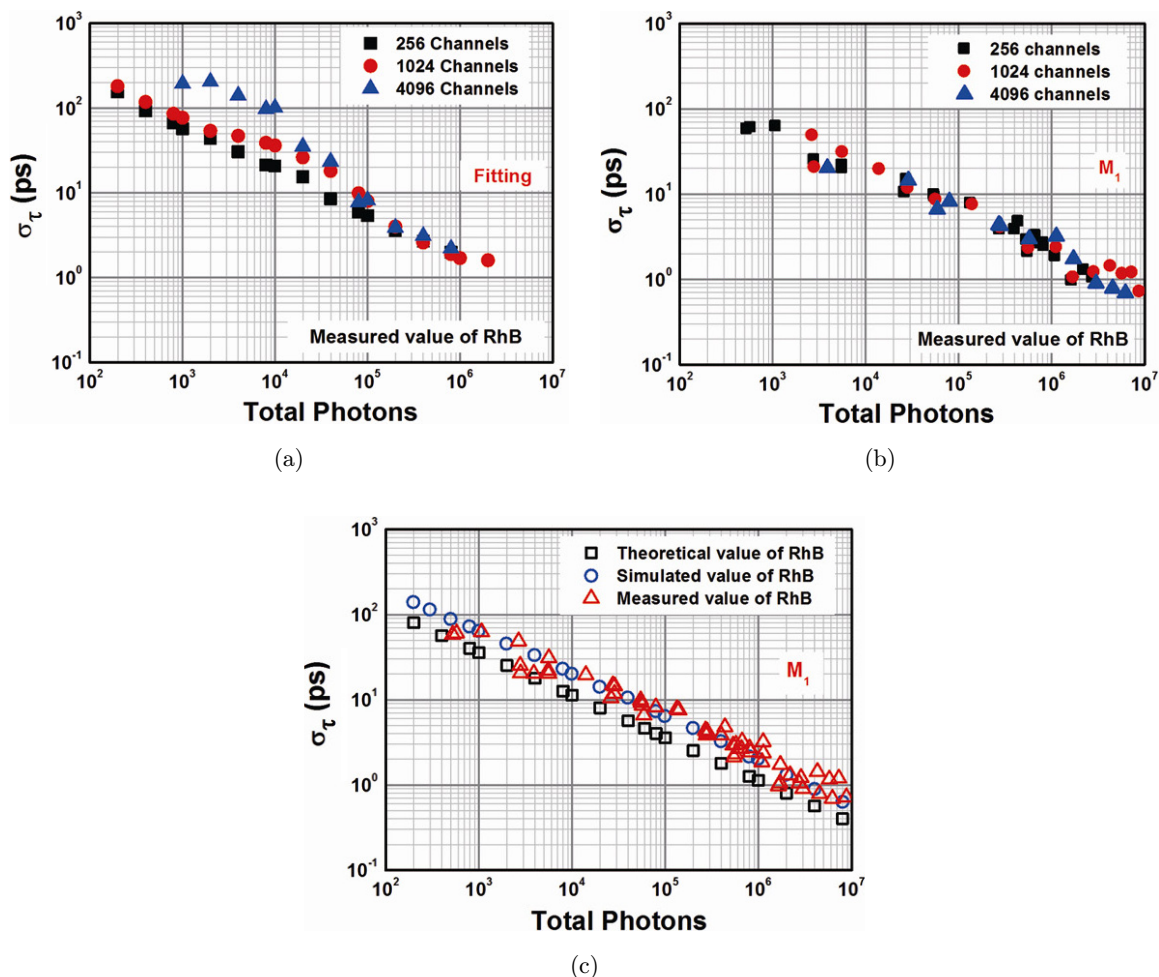 10³
10²
10¹
10⁰
10⁻¹
σ_τ (ps)
256 Channels
1024 Channels
4096 Channels
Fitting
Measured value of RhB
10² 10³ 10⁴ 10⁵ 10⁶ 10⁷
Total Photons
(a)
10³
10²
10¹
10⁰
10⁻¹
σ_τ (ps)
256 channels
1024 channels
4096 channels
M₁
Measured value of RhB
10² 10³ 10⁴ 10⁵ 10⁶ 10⁷
Total Photons
(b)
10³
10²
10¹
10⁰
10⁻¹
σ_τ (ps)
Theoretical value of RhB
Simulated value of RhB
Measured value of RhB
M₁
10² 10³ 10⁴ 10⁵ 10⁶ 10⁷
Total Photons
(c)